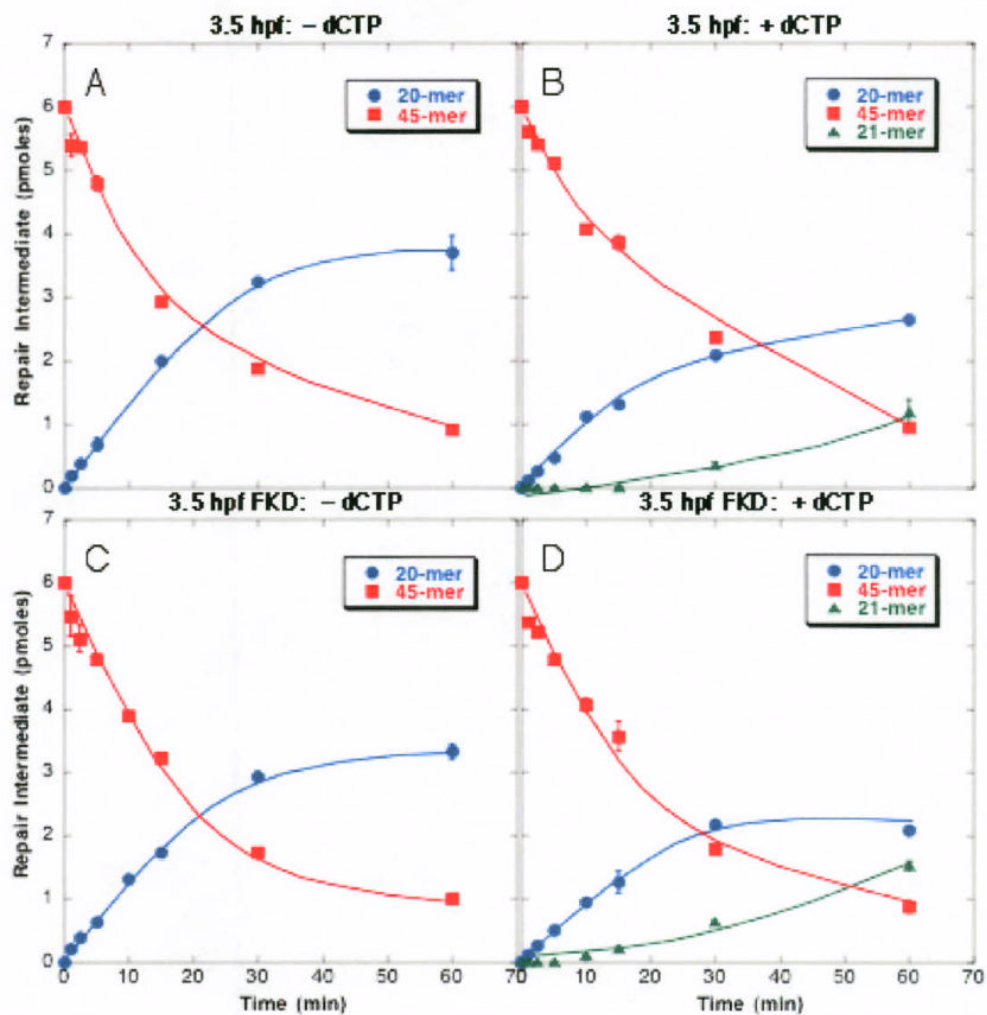 3.5 hpf: – dCTP
3.5 hpf: + dCTP
7
6
5
4
3
2
1
0
Repair Intermediate (pmoles)
A
20-mer
45-mer
B
20-mer
45-mer
21-mer
3.5 hpf FKD: – dCTP
3.5 hpf FKD: + dCTP
7
6
5
4
3
2
1
0
Repair Intermediate (pmoles)
C
20-mer
45-mer
D
20-mer
45-mer
21-mer
0 10 20 30 40 50 60 70
10 20 30 40 50 60 70
Time (min)
Time (min)